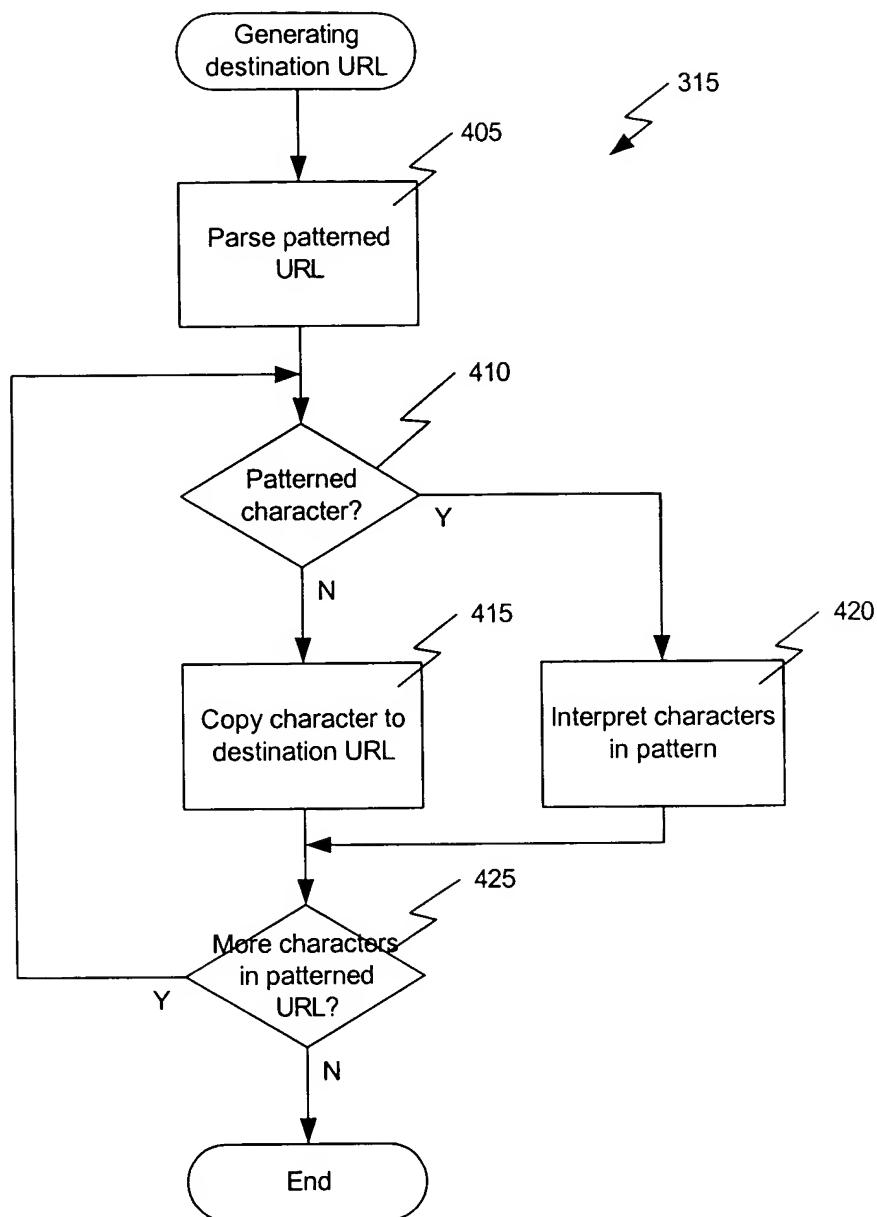 Generating
destination URL
315
405
Parse patterned
URL
410
Patterned
character?
Y
N
415
420
Copy character to
destination URL
Interpret characters
in pattern
425
More characters
in patterned
URL?
Y
N
End